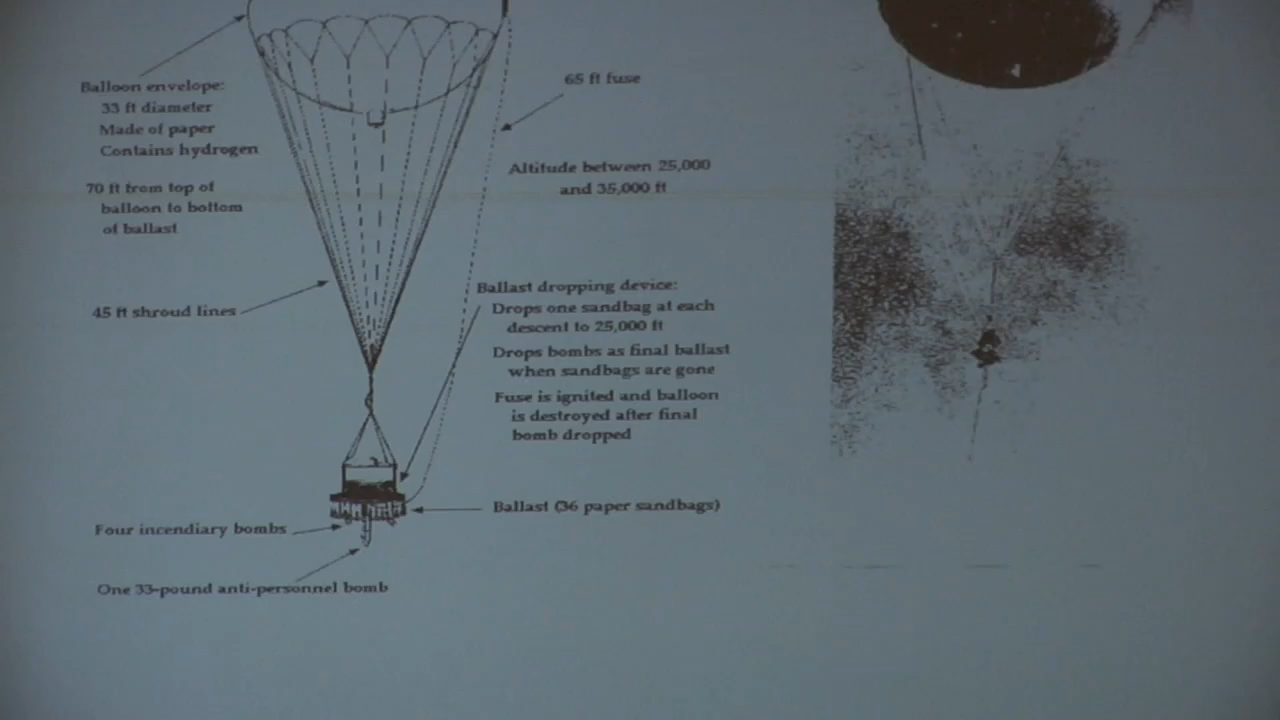 Balloon envelope:
33 ft diameter
Made of paper
Contains hydrogen
70 ft from top of
balloon to bottom
of ballast
45 ft shroud lines
Four incendiary bombs
One 33-pound anti-personnel bomb
65 ft fuse
Altitude between 25,000
and 35,000 ft
Ballast dropping device:
Drops one sandbag at each
descent to 25,000 ft
Drops bombs as final ballast
when sandbags are gone
Fuse is ignited and balloon
is destroyed after final
bomb dropped
Ballast (36 paper sandbags)